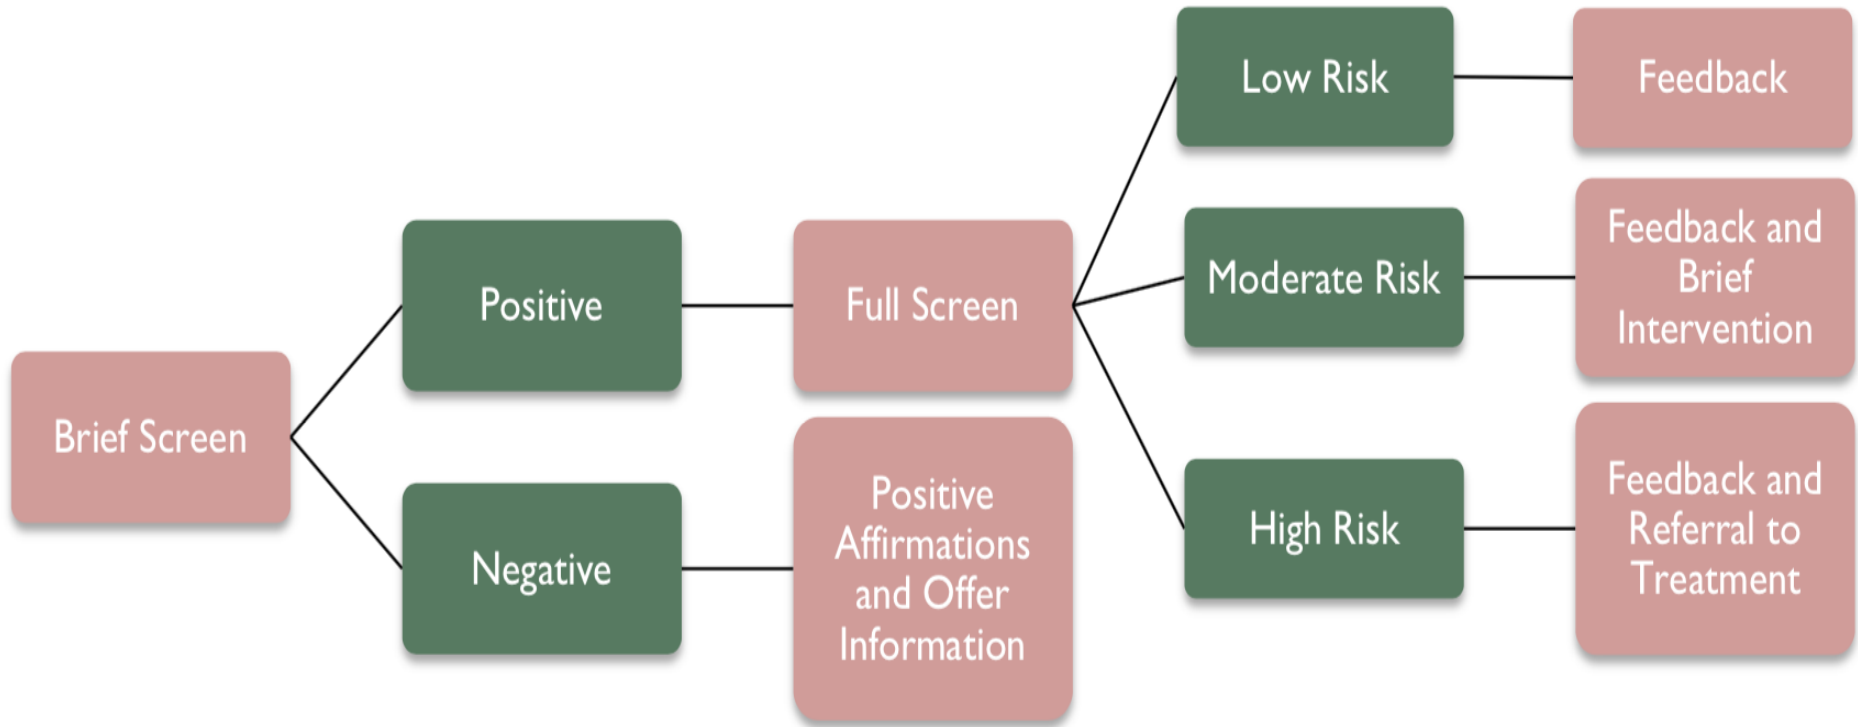 Brief Screen
Positive
Negative
Full Screen
Positive
Affirmations
and Offer
Information
Low Risk
Moderate Risk
High Risk
Feedback
Feedback and
Brief
Intervention
Feedback and
Referral to
Treatment